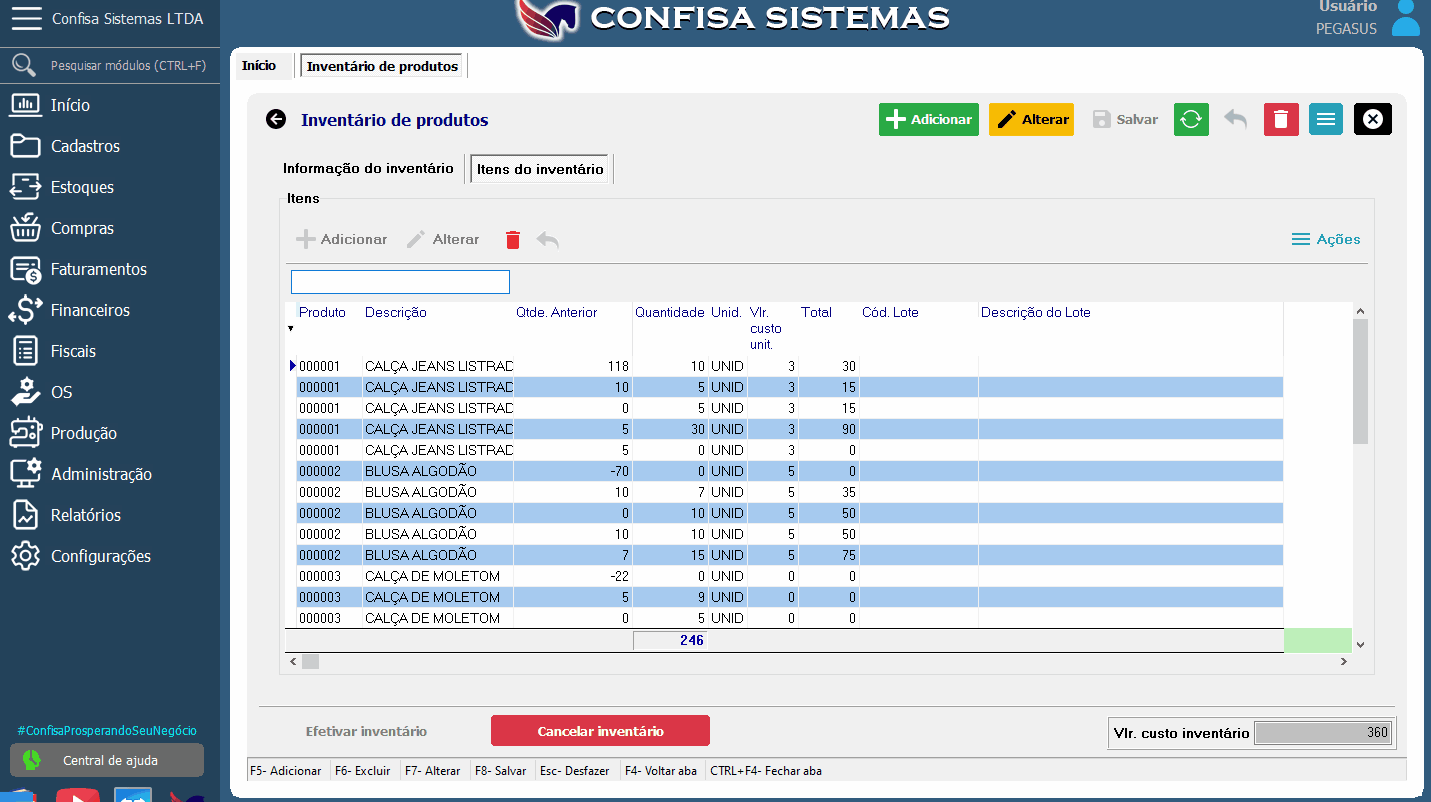 Confisa Sistemas LTDA
CONFISA SISTEMAS
Usuário
PEGASUS
Pesquisar módulos (CTRL+F)
Início
Cadastros
Estoques
Compras
Faturamentos
Financeiros
Fiscais
OS
Produção
Administração
Relatórios
Configurações
#ConfisaProsperandoSeuNegócio
Central de ajuda
Início
Inventário de produtos
Inventário de produtos
Adicionar
Alterar
Salvar
Informação do inventário
Itens do inventário
Itens
Adicionar
Alterar
Ações
Produto Descrição Qtde. Anterior Quantidade Unid. Vlr. custo unit. Total Cód. Lote Descrição do Lote
000001 CALÇA JEANS LISTRAD 118 10 UNID 3 30
000001 CALÇA JEANS LISTRAD 10 5 UNID 3 15
000001 CALÇA JEANS LISTRAD 0 5 UNID 3 15
000001 CALÇA JEANS LISTRAD 5 30 UNID 3 90
000001 CALÇA JEANS LISTRAD 5 0 UNID 3 0
000002 BLUSA ALGODÃO -70 0 UNID 5 0
000002 BLUSA ALGODÃO 10 7 UNID 5 35
000002 BLUSA ALGODÃO 0 10 UNID 5 50
000002 BLUSA ALGODÃO 10 10 UNID 5 50
000002 BLUSA ALGODÃO 7 15 UNID 5 75
000003 CALÇA DE MOLETOM -22 0 UNID 0 0
000003 CALÇA DE MOLETOM 5 9 UNID 0 0
000003 CALÇA DE MOLETOM 0 5 UNID 0 0
246
Efetivar inventário
Cancelar inventário
Vlr. custo inventário 360
F5- Adicionar F6- Excluir F7- Alterar F8- Salvar Esc- Desfazer F4- Voltar aba CTRL+F4- Fechar aba